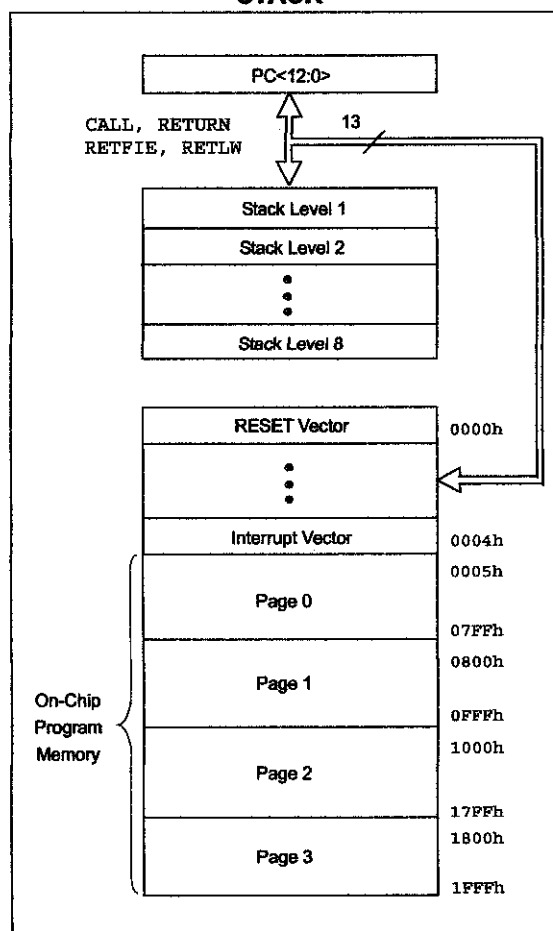 STACK
PC<12:0>
CALL, RETURN
RETFIE, RETLW
13
Stack Level 1
Stack Level 2
Stack Level 8
RESET Vector
0000h
Interrupt Vector
0004h
0005h
Page 0
07FFh
0800h
Page 1
0FFFh
On-Chip
Program
Memory
1000h
Page 2
17FFh
1800h
Page 3
1FFFh